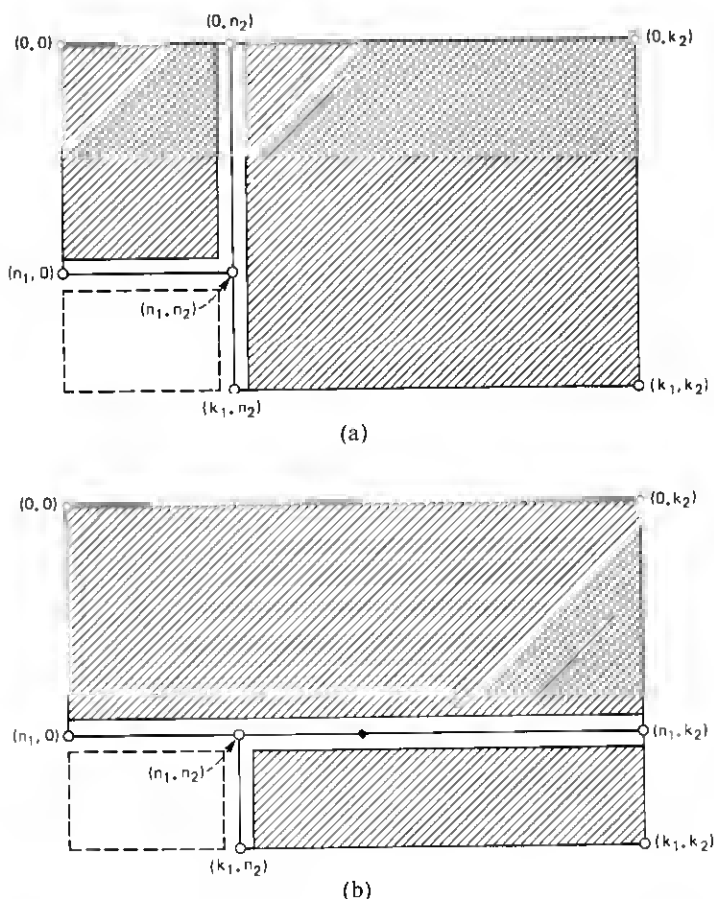 (0, n₂)
(0,0)
(0,k₂)
(n₁,0)
(n₁,n₂)
(k₁,n₂)
(k₁,k₂)
(a)
(0,0)
(0,k₂)
(n₁,0)
(n₁,k₂)
(n₁,n₂)
(k₁,n₂)
(k₁,k₂)
(b)